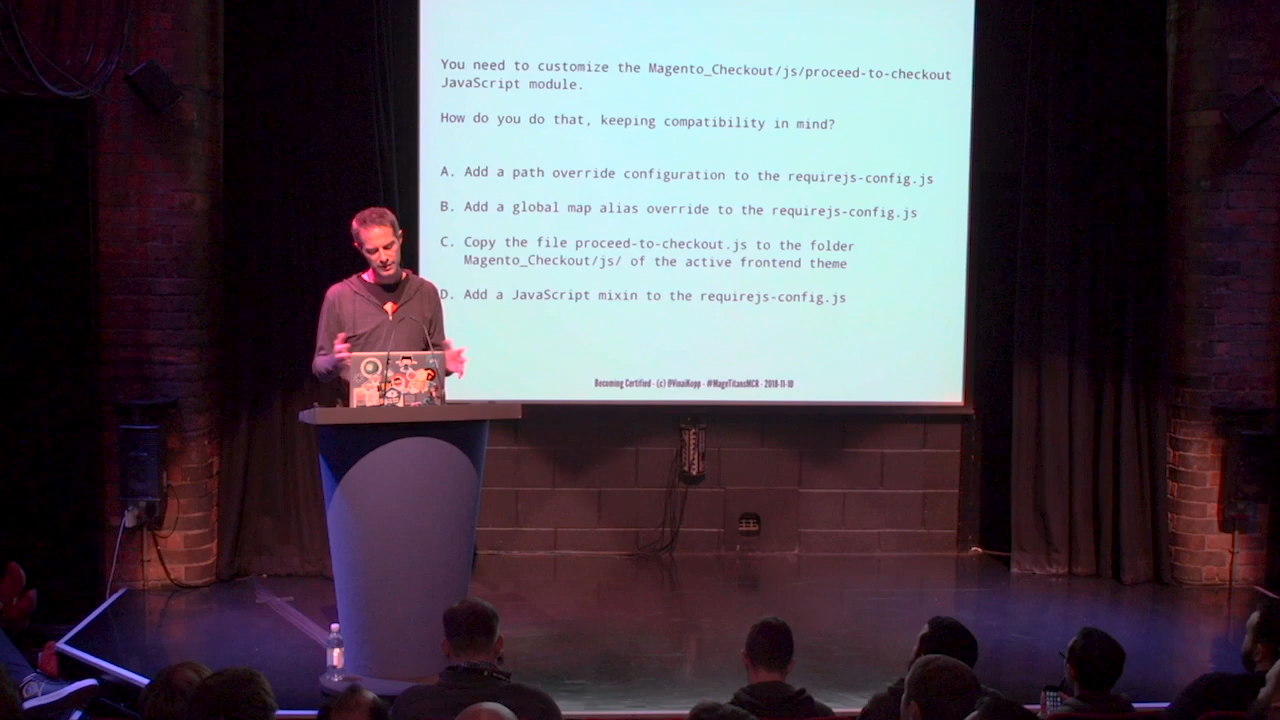 You need to customize the Magento_Checkout/js/proceed-to-checkout
JavaScript module.
How do you do that, keeping compatibility in mind?
A. Add a path override configuration to the requirejs-config.js
B. Add a global map alias override to the requirejs-config.js
C. Copy the file proceed-to-checkout.js to the folder
Magento_Checkout/js/ of the active frontend theme
D. Add a JavaScript mixin to the requirejs-config.js
Becoming Certified - (c) @VinaiKopp - #MageTitansMCR - 2018-11-10